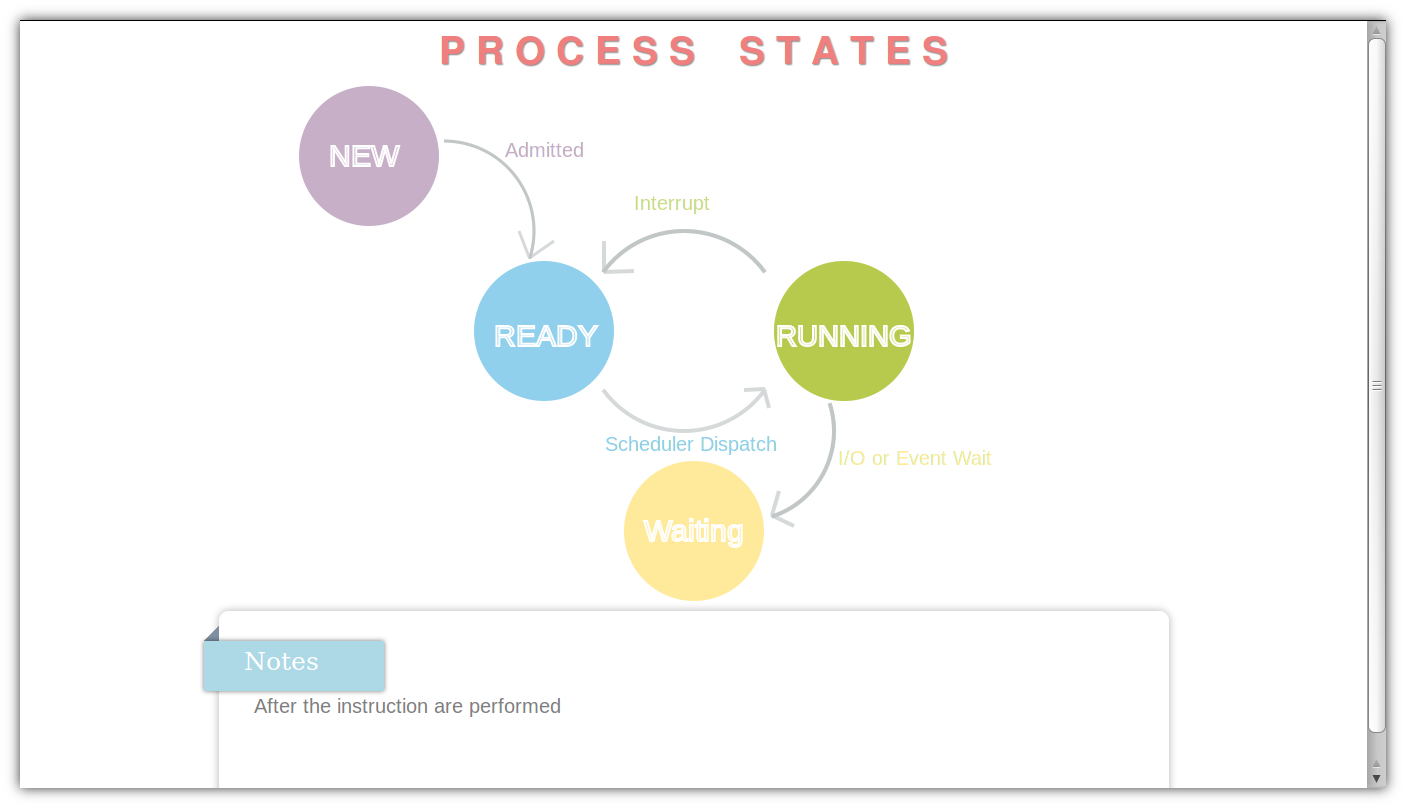 PROCESS STATES
NEW
Admitted
Interrupt
READY
RUNNING
Scheduler Dispatch
I/O or Event Wait
Waiting
Notes
After the instruction are performed